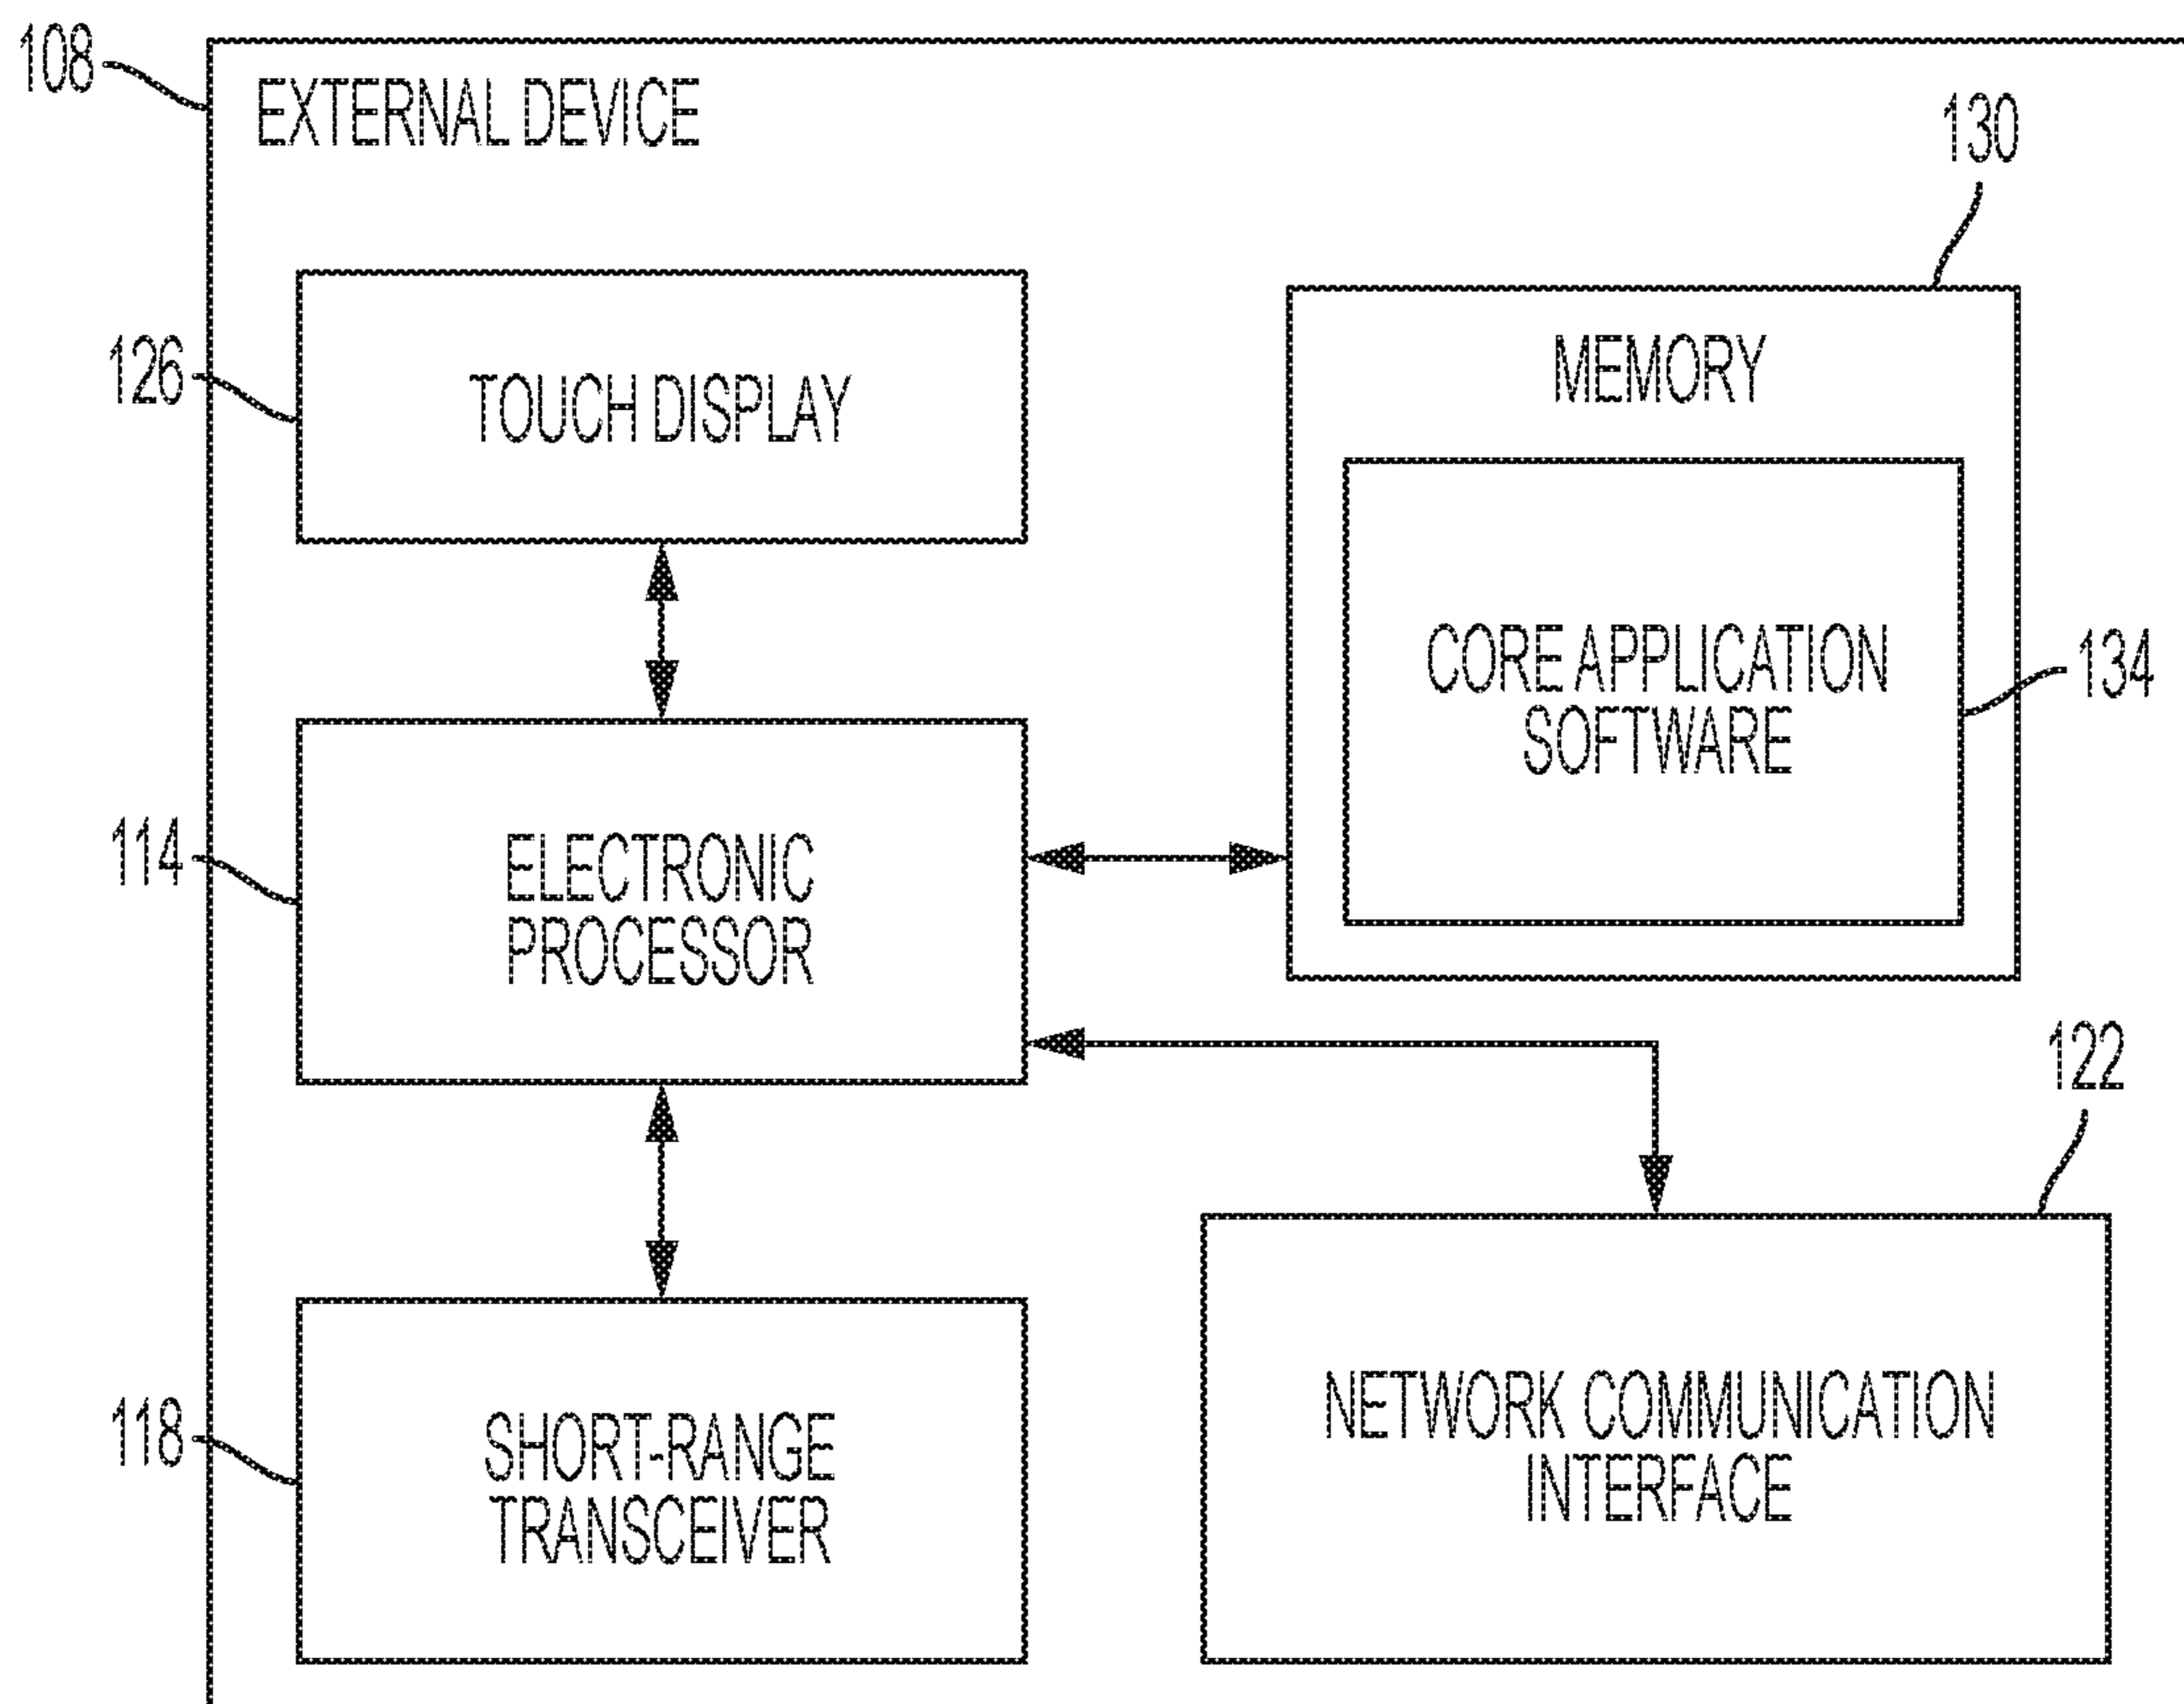 108
EXTERNAL DEVICE
130
126
TOUCH DISPLAY
MEMORY
CORE APPLICATION
SOFTWARE
134
114
ELECTRONIC
PROCESSOR
122
118
SHORT-RANGE
TRANSCEIVER
NETWORK COMMUNICATION
INTERFACE